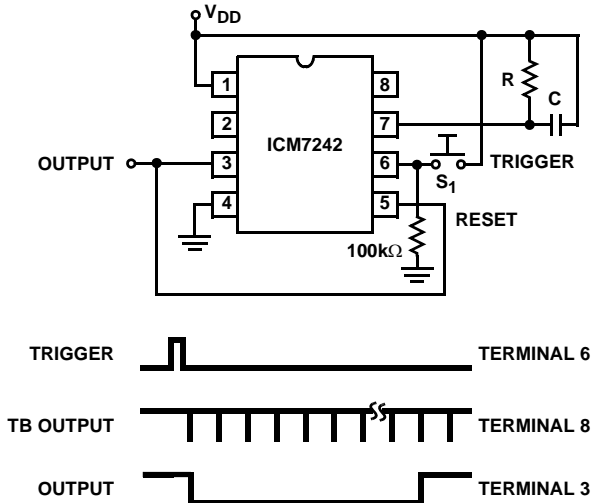 VDD
1 8 R
2 7 C
ICM7242
OUTPUT 3 6 TRIGGER
S1
4 5 RESET
100kΩ
TRIGGER TERMINAL 6
TB OUTPUT TERMINAL 8
OUTPUT TERMINAL 3